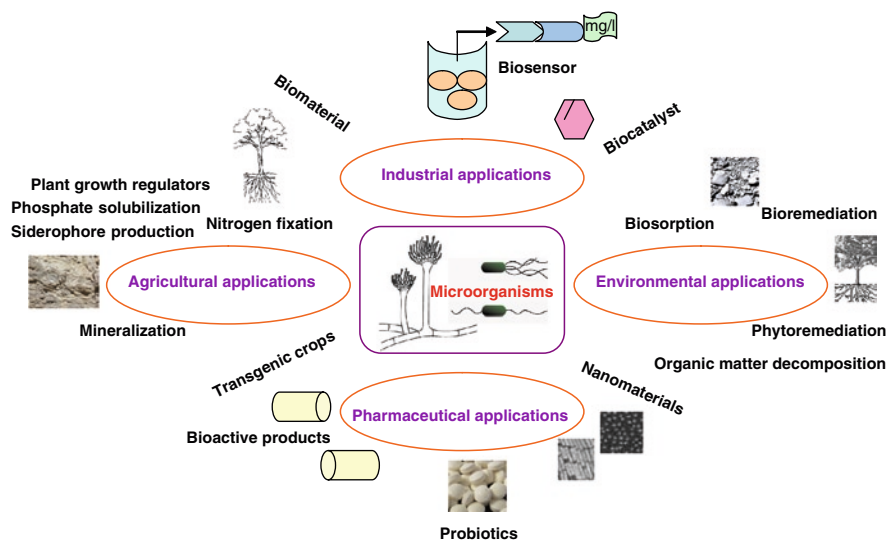 mg/l
Biosensor
Biomaterial
Biocatalyst
Industrial applications
Plant growth regulators
Phosphate solubilization
Siderophore production
Nitrogen fixation
Biosorption
Bioremediation
Agricultural applications
Microorganisms
Environmental applications
Mineralization
Phytoremediation
Organic matter decomposition
Transgenic crops
Nanomaterials
Pharmaceutical applications
Bioactive products
Probiotics